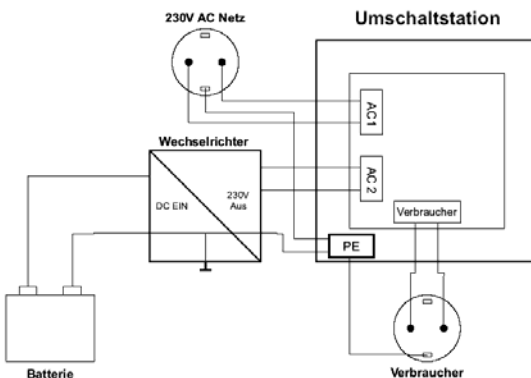 230V AC Netz
Umschaltstation
AC1
Wechselrichter
AC 2
DC EIN
230V
Aus
Verbraucher
PE
Batterie
Verbraucher